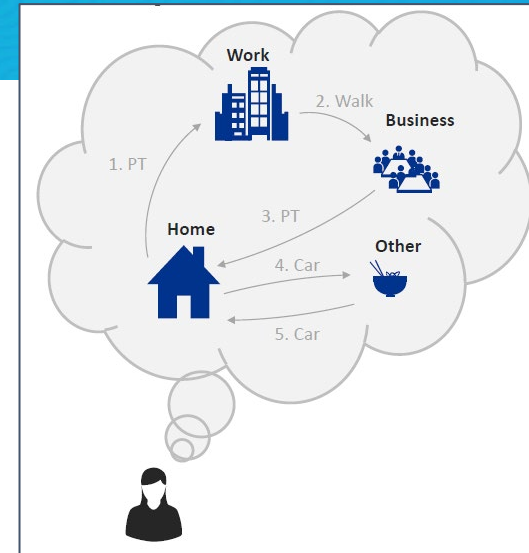 Work
2. Walk
Business
1. PT
3. PT
Home
Other
4. Car
5. Car